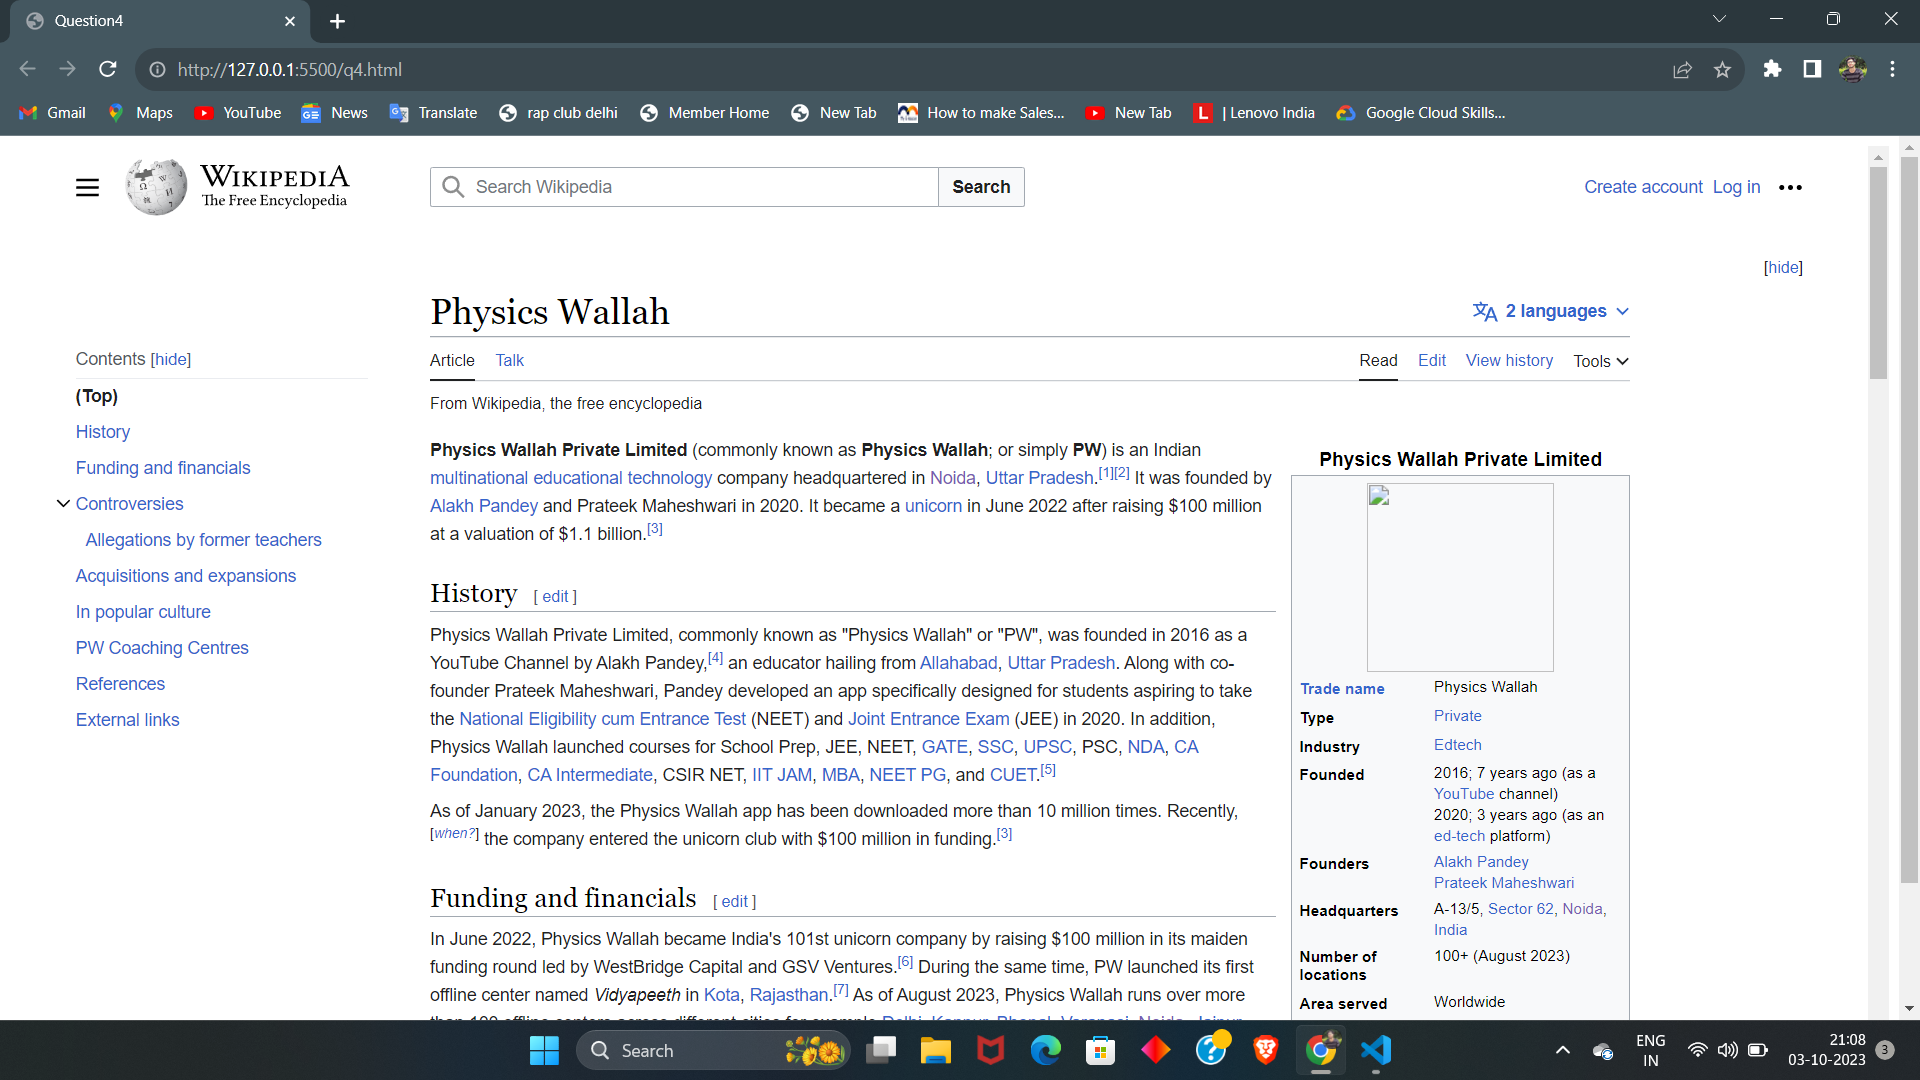 Question4
http://127.0.0.1:5500/q4.html
Gmail Maps YouTube News Translate rap club delhi Member Home New Tab How to make Sales... New Tab | Lenovo India Google Cloud Skills...
WIKIPEDIA
The Free Encyclopedia
Search Wikipedia
Search
Create account Log in
[hide]
Physics Wallah
2 languages
Contents [hide]
(Top)
History
Funding and financials
Controversies
Allegations by former teachers
Acquisitions and expansions
In popular culture
PW Coaching Centres
References
External links
Article Talk
Read Edit View history Tools
From Wikipedia, the free encyclopedia
Physics Wallah Private Limited (commonly known as Physics Wallah; or simply PW) is an Indian
multinational educational technology company headquartered in Noida, Uttar Pradesh.[1][2] It was founded by
Alakh Pandey and Prateek Maheshwari in 2020. It became a unicorn in June 2022 after raising $100 million
at a valuation of $1.1 billion.[3]
History [ edit ]
Physics Wallah Private Limited, commonly known as "Physics Wallah" or "PW", was founded in 2016 as a
YouTube Channel by Alakh Pandey,[4] an educator hailing from Allahabad, Uttar Pradesh. Along with co-
founder Prateek Maheshwari, Pandey developed an app specifically designed for students aspiring to take
the National Eligibility cum Entrance Test (NEET) and Joint Entrance Exam (JEE) in 2020. In addition,
Physics Wallah launched courses for School Prep, JEE, NEET, GATE, SSC, UPSC, PSC, NDA, CA
Foundation, CA Intermediate, CSIR NET, IIT JAM, MBA, NEET PG, and CUET.[5]
As of January 2023, the Physics Wallah app has been downloaded more than 10 million times. Recently,
[when?] the company entered the unicorn club with $100 million in funding.[3]
Funding and financials [ edit ]
In June 2022, Physics Wallah became India's 101st unicorn company by raising $100 million in its maiden
funding round led by WestBridge Capital and GSV Ventures.[6] During the same time, PW launched its first
offline center named Vidyapeeth in Kota, Rajasthan.[7] As of August 2023, Physics Wallah runs over more
than 100 offline centers across different cities for example Delhi, Kanpur, Bhopal, Varanasi, Noida, Jaipur,
Physics Wallah Private Limited
Trade name Physics Wallah
Type Private
Industry Edtech
Founded 2016; 7 years ago (as a
YouTube channel)
2020; 3 years ago (as an
ed-tech platform)
Founders Alakh Pandey
Prateek Maheshwari
Headquarters A-13/5, Sector 62, Noida,
India
Number of 100+ (August 2023)
locations
Area served Worldwide
Search
ENG
IN
21:08
03-10-2023
3